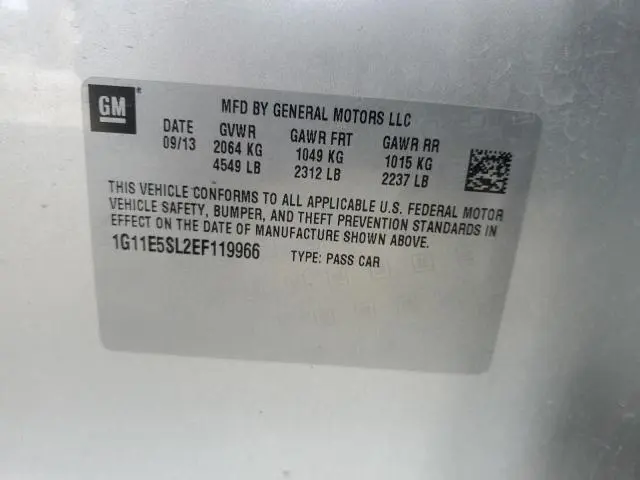 GM
MFD BY GENERAL MOTORS LLC
DATE GVWR GAWR FRT GAWR RR
09/13 2064 KG 1049 KG 1015 KG
4549 LB 2312 LB 2237 LB
THIS VEHICLE CONFORMS TO ALL APPLICABLE U.S. FEDERAL MOTOR
VEHICLE SAFETY, BUMPER, AND THEFT PREVENTION STANDARDS IN
EFFECT ON THE DATE OF MANUFACTURE SHOWN ABOVE.
1G11E5SL2EF119966 TYPE: PASS CAR